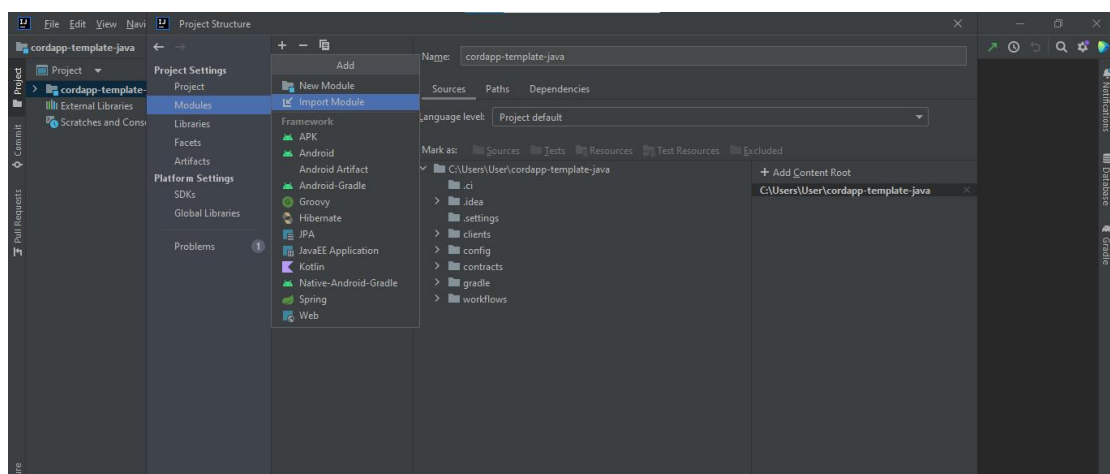 File Edit View Navi Project Structure
cordapp-template-java
Project
cordapp-template-
External Libraries
Scratches and Conso
Project
Commit
Pull Requests
Project Settings
Project
Modules
Libraries
Facets
Artifacts
Platform Settings
SDKs
Global Libraries
Problems 1
Add
New Module
Import Module
Framework
APK
Android
Android Artifact
Android-Gradle
Groovy
Hibernate
JPA
JavaEE Application
Kotlin
Native-Android-Gradle
Spring
Web
Name: cordapp-template-java
Sources Paths Dependencies
Language level: Project default
Mark as: Sources Tests Resources Test Resources Excluded
C:\Users\User\cordapp-template-java
.ci
.idea
.settings
clients
config
contracts
gradle
workflows
+ Add Content Root
C:\Users\User\cordapp-template-java
Notifications
Database
Gradle
ure